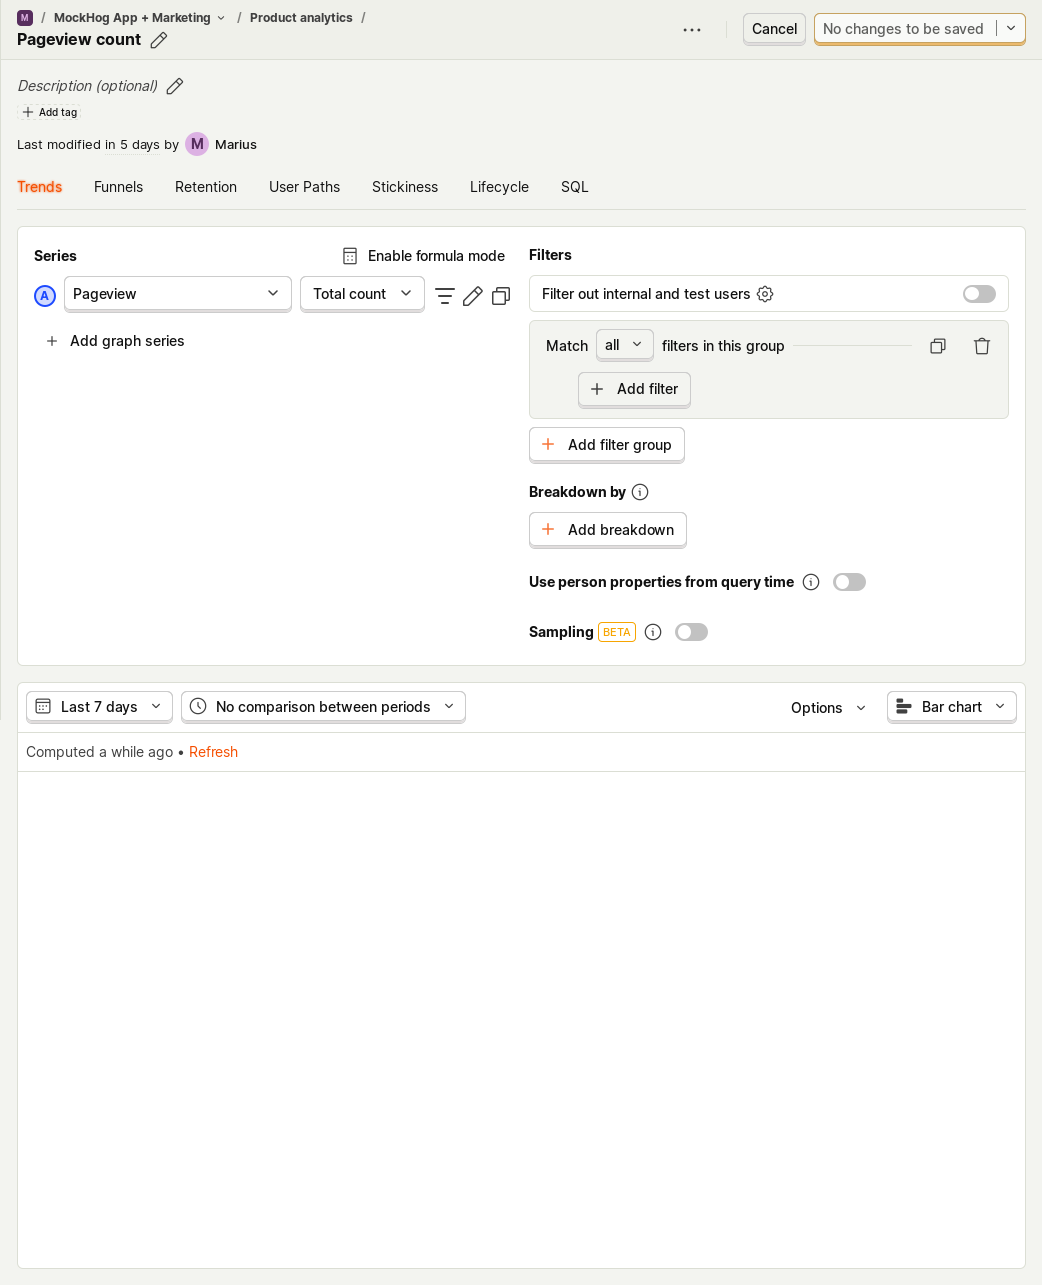 M / MockHog App + Marketing / Product analytics /
Pageview count
Cancel
No changes to be saved
Description (optional)
Add tag
Last modified in 5 days by M Marius
Trends Funnels Retention User Paths Stickiness Lifecycle SQL
Series
Enable formula mode
A Pageview Total count
Add graph series
Filters
Filter out internal and test users
Match all filters in this group
Add filter
Add filter group
Breakdown by
Add breakdown
Use person properties from query time
Sampling BETA
Last 7 days No comparison between periods Options Bar chart
Computed a while ago • Refresh